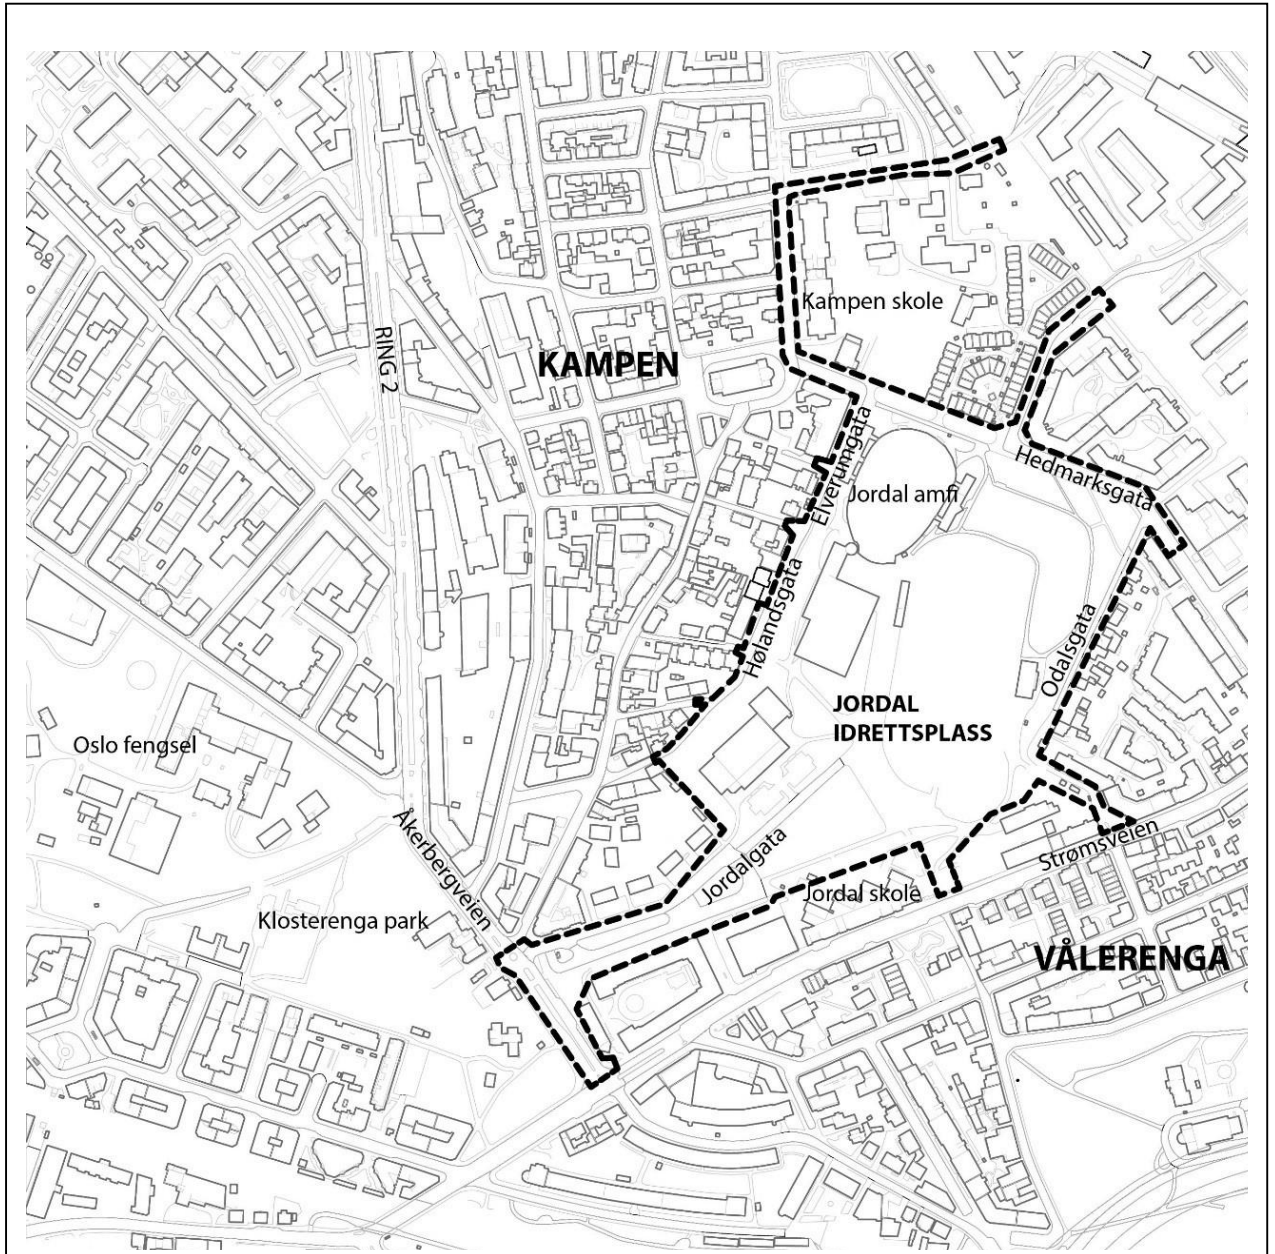 Kampen skole
RING 2
KAMPEN
Elverumgata
Hedmarksgata
Jordal amfi
Hølandsgata
Odalsgata
JORDAL
IDRETTSPLASS
Oslo fengsel
Åkerbergveien
Strømsveien
Jordalgata
Jordal skole
Klosterenga park
VÅLERENGA